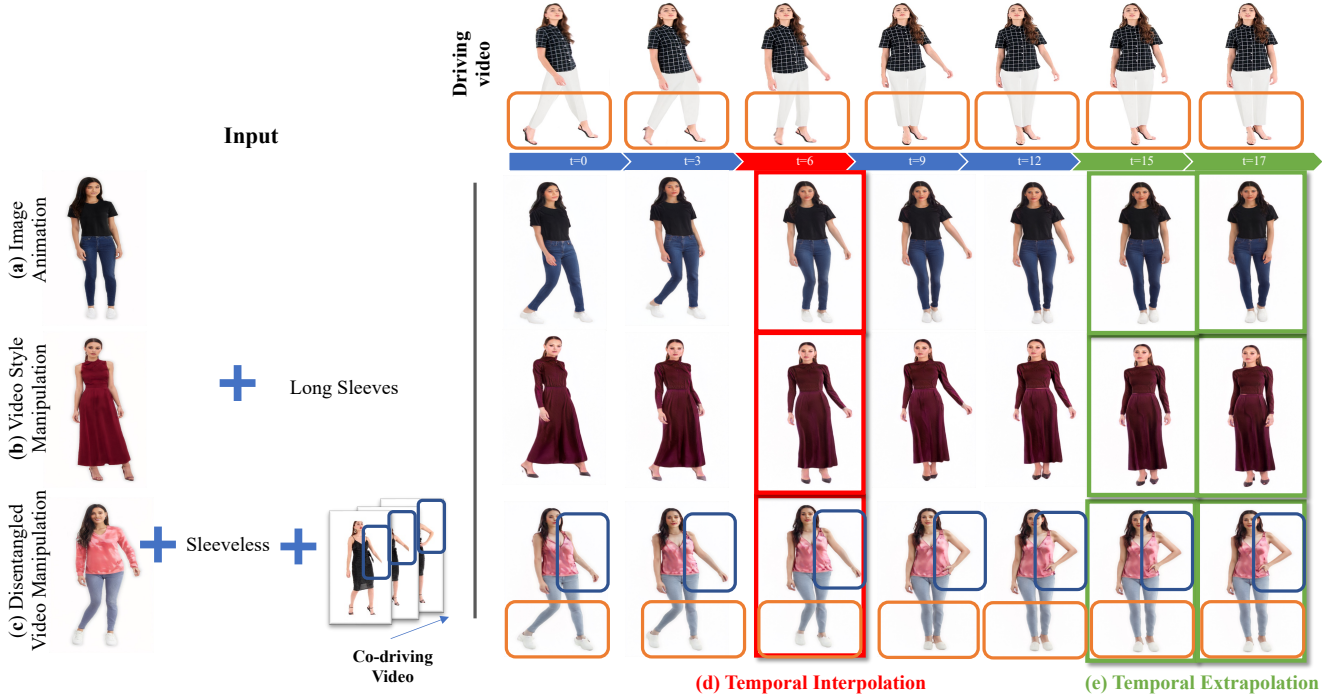 Driving
video
Input
t=0 t=3 t=6 t=9 t=12 t=15 t=17
(a) Image
Animation
(b) Video Style
Manipulation
Long Sleeves
(c) Disentangled
Video Manipulation
Sleeveless
Co-driving
Video
(d) Temporal Interpolation
(e) Temporal Extrapolation